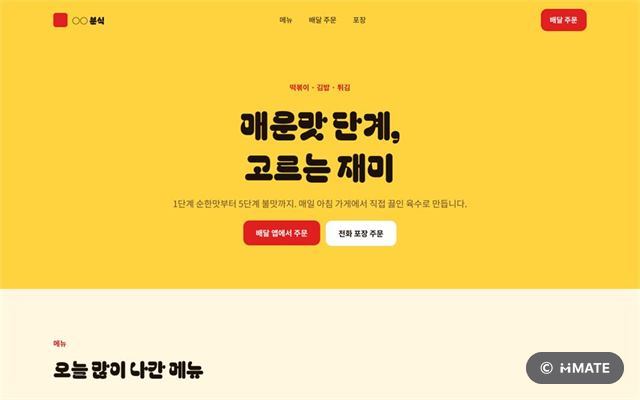 ○○ 분식
메뉴 배달 주문 포장
배달 주문
떡볶이 · 김밥 · 튀김
매운맛 단계,
고르는 재미
1단계 순한맛부터 5단계 불맛까지. 매일 아침 가게에서 직접 끓인 육수로 만듭니다.
배달 앱에서 주문
전화 포장 주문
메뉴
오늘 많이 나간 메뉴
© MMATE